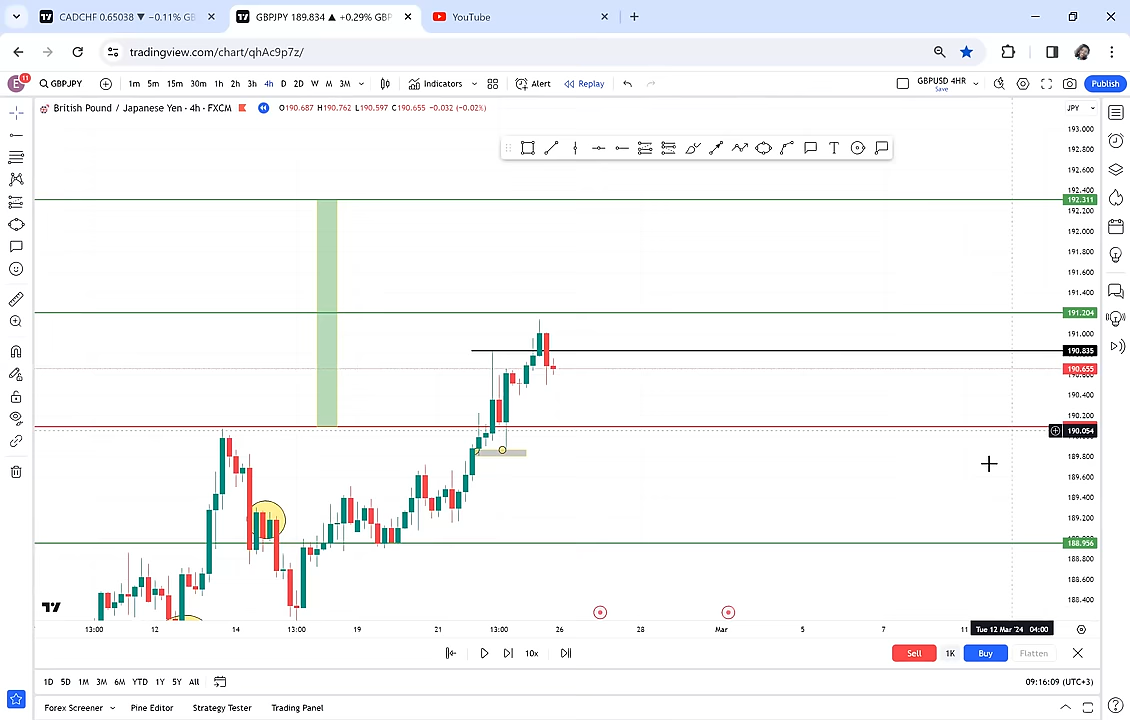 CADCHF 0.65038 ▼ −0.11% G
GBPJPY 189.834 ▲ +0.29% GBP
YouTube
tradingview.com/chart/qhAc9p7z/
E 11
GBPJPY
1m 5m 15m 30m 1h 2h 3h 4h D 2D W M 3M
Indicators
Alert
Replay
GBPUSD 4HR
Save
Publish
British Pound / Japanese Yen · 4h · FXCM
O190.687 H190.762 L190.597 C190.655 −0.032 (−0.02%)
JPY
193.000
192.800
192.400
192.311
192.200
192.000
191.800
191.600
191.400
191.204
191.000
190.835
190.655
190.400
190.200
190.054
189.800
189.600
189.400
189.200
188.956
188.800
188.600
188.400
13:00 12 14 13:00 19 21 13:00 26 28 Mar 5 7 11 Tue 12 Mar '24 04:00
10x
Sell 1K Buy Flatten
1D 5D 1M 3M 6M YTD 1Y 5Y All
09:16:09 (UTC+3)
Forex Screener Pine Editor Strategy Tester Trading Panel